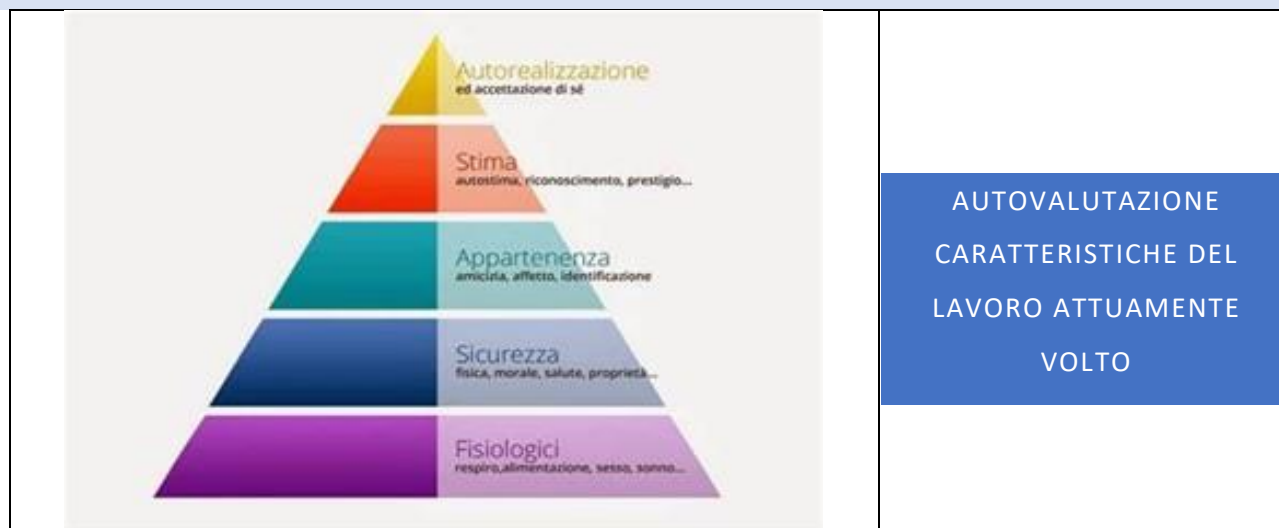 Autorealizzazione
ed accettazione di sé
Stima
autostima, riconoscimento, prestigio...
Appartenenza
amicizia, affetto, identificazione
Sicurezza
fisica, morale, salute, proprietà...
Fisiologici
respiro,alimentazione, sesso, sonno...
AUTOVALUTAZIONE
CARATTERISTICHE DEL
LAVORO ATTUAMENTE
VOLTO